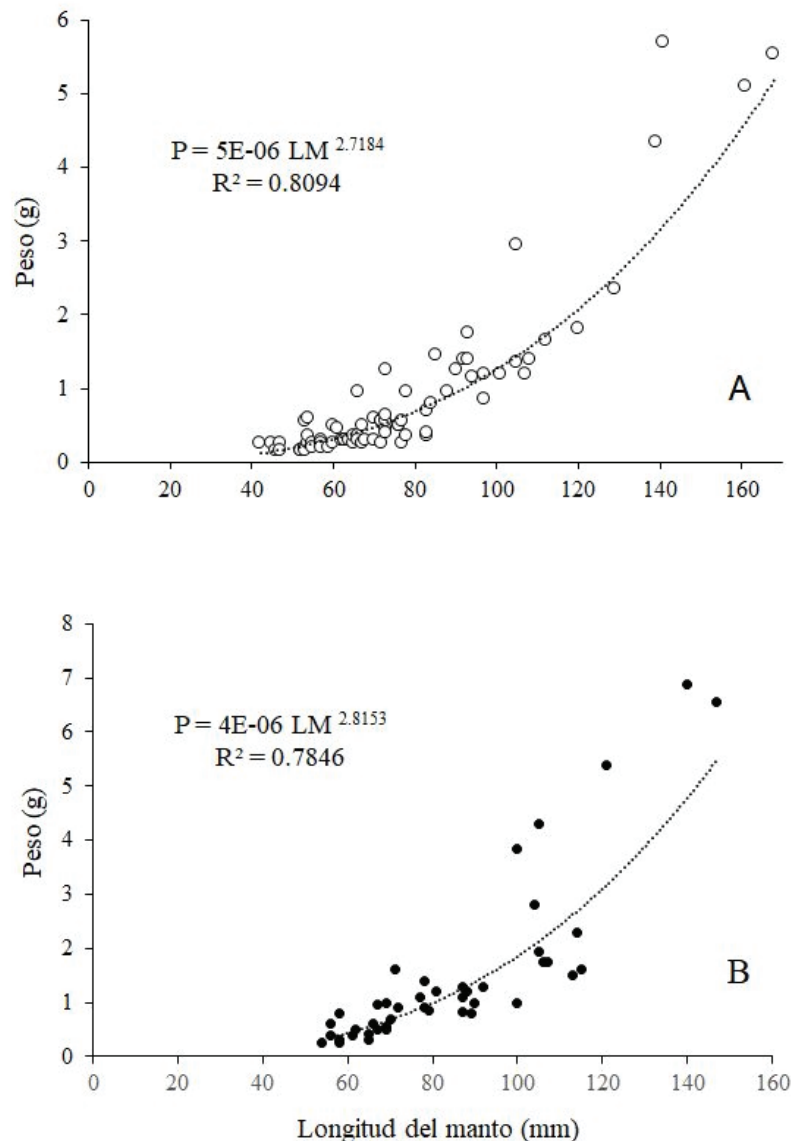 6
5
4
3
2
1
0
Peso (g)
P = 5E-06 LM 2.7184
R² = 0.8094
A
0 20 40 60 80 100 120 140 160
8
7
6
5
4
3
2
1
0
Peso (g)
P = 4E-06 LM 2.8153
R² = 0.7846
B
0 20 40 60 80 100 120 140 160
Longitud del manto (mm)